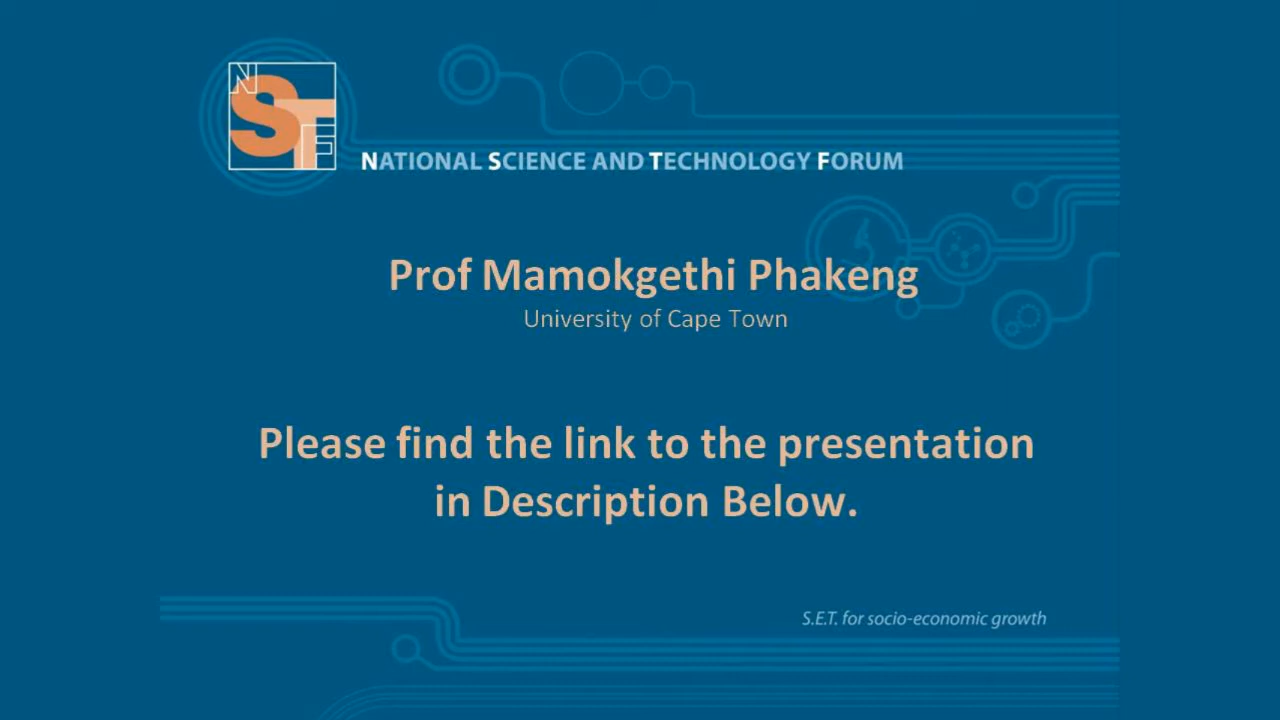 NSTF
NATIONAL SCIENCE AND TECHNOLOGY FORUM
Prof Mamokgethi Phakeng
University of Cape Town
Please find the link to the presentation
in Description Below.
S.E.T. for socio-economic growth